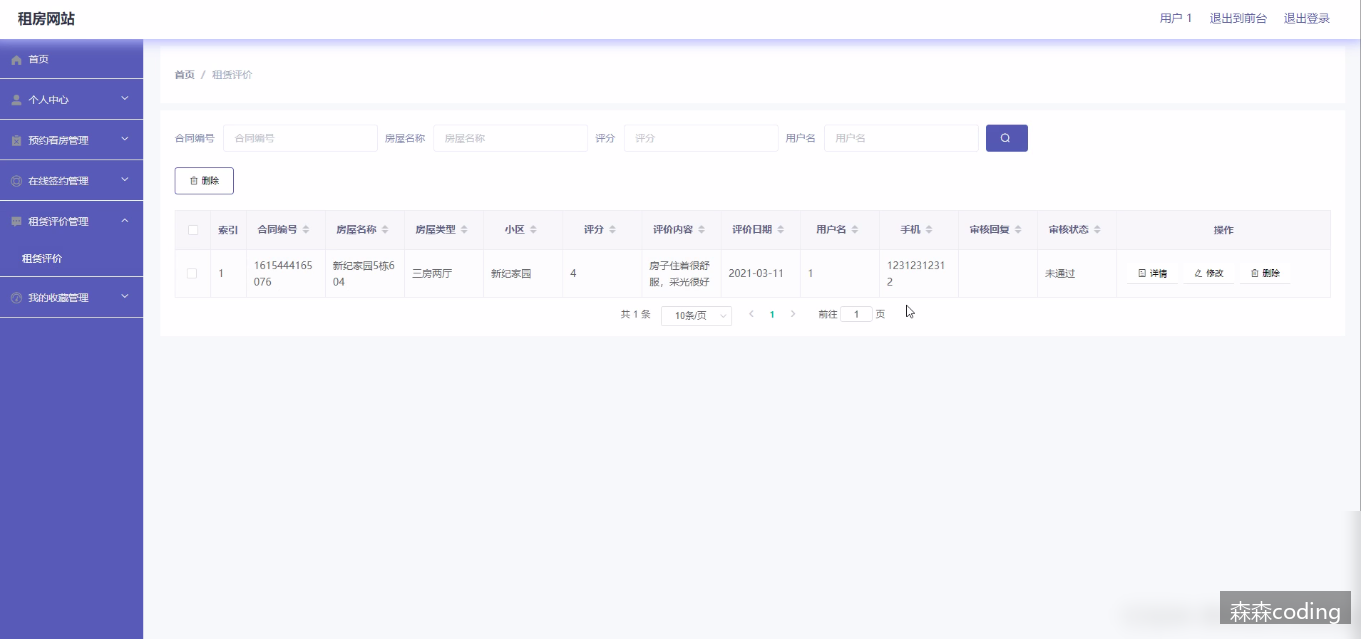 租房网站
用户 1 退出到前台 退出登录
首页
个人中心
预约看房管理
在线签约管理
租赁评价管理
租赁评价
我的收藏管理
首页 / 租赁评价
合同编号 合同编号 房屋名称 房屋名称 评分 评分 用户名 用户名
删除
索引 合同编号 房屋名称 房屋类型 小区 评分 评价内容 评价日期 用户名 手机 审核回复 审核状态 操作
1 1615444165076 新纪家园5栋604 三房两厅 新纪家园 4 房子住着很舒服，采光很好 2021-03-11 1 12312312312 未通过 详情 修改 删除
共 1 条 10条/页 1 前往 1 页
森森coding